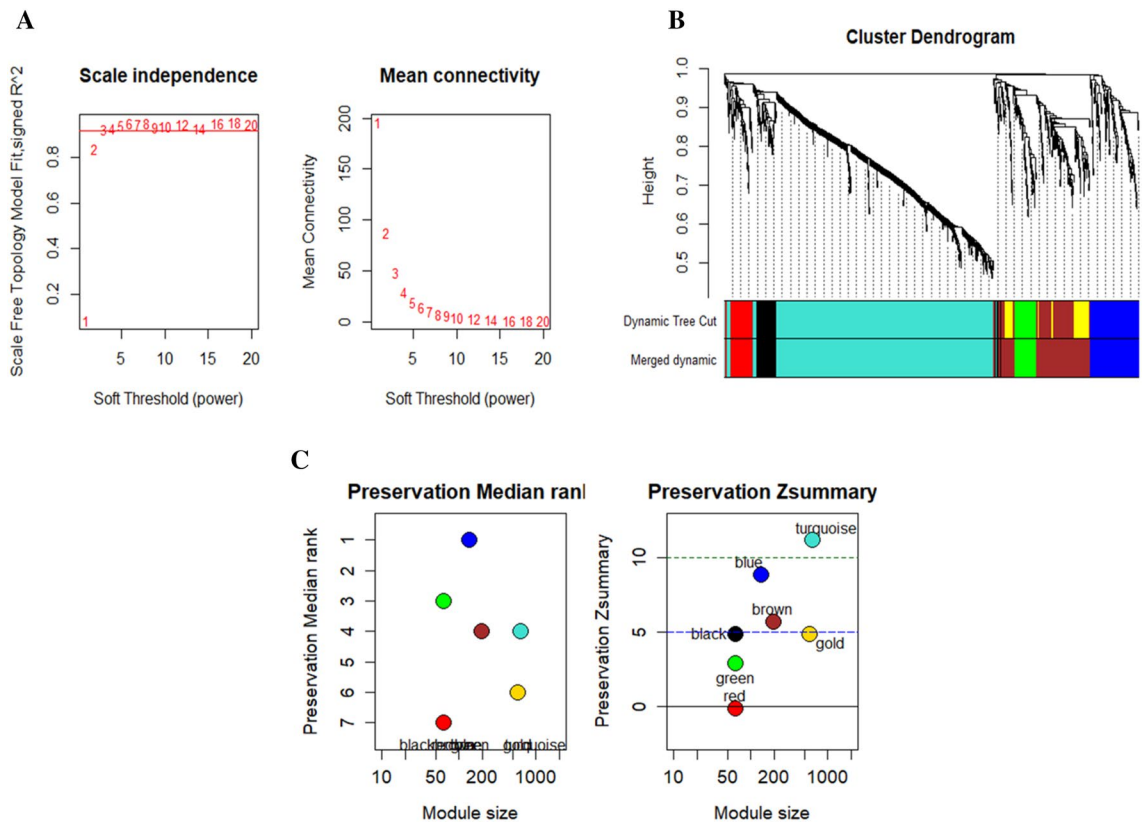 A
Scale independence
Scale Free Topology Model Fit,signed R^2
0.2 0.4 0.6 0.8
1 2 3 4 5 6 7 8 9 10 12 14 16 18 20
5 10 15 20
Soft Threshold (power)
Mean connectivity
Mean Connectivity
0 50 100 150 200
1 2 3 4 5 6 7 8 9 10 12 14 16 18 20
5 10 15 20
Soft Threshold (power)
B
Cluster Dendrogram
Height
0.5 0.6 0.7 0.8 0.9 1.0
Dynamic Tree Cut
Merged dynamic
C
Preservation Median ran
Preservation Median rank
1 2 3 4 5 6 7
black
turquoise
10 50 200 1000
Module size
Preservation Zsummary
Preservation Zsummary
0 5 10
turquoise
blue
brown
black
gold
green
red
10 50 200 1000
Module size